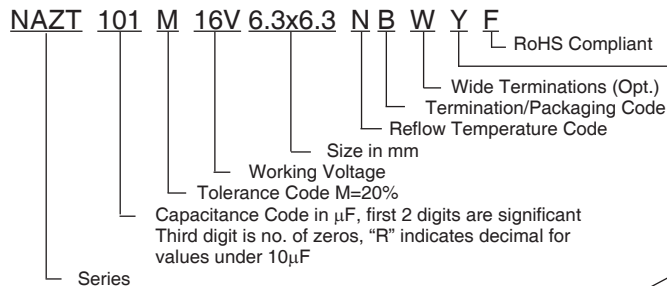 NAZT 101 M 16V 6.3x6.3 N B W Y F
RoHS Compliant
Wide Terminations (Opt.)
Termination/Packaging Code
Reflow Temperature Code
Size in mm
Working Voltage
Tolerance Code M=20%
Capacitance Code in μF, first 2 digits are significant
Third digit is no. of zeros, “R” indicates decimal for
values under 10μF
Series